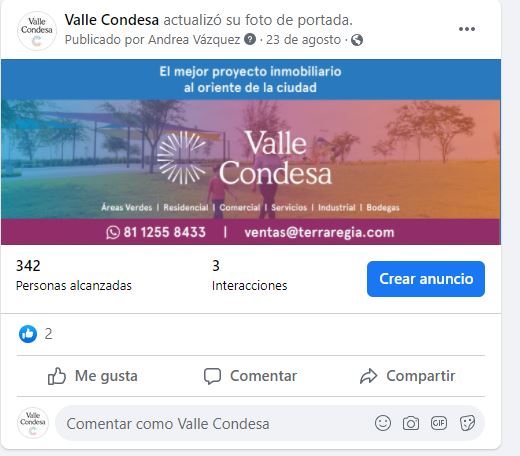 Valle Condesa actualizó su foto de portada.
Publicado por Andrea Vázquez · 23 de agosto ·
Valle
Condesa
El mejor proyecto inmobiliario
al oriente de la ciudad
Valle
Condesa
Áreas Verdes | Residencial | Comercial | Servicios | Industrial | Bodegas
81 1255 8433 | ventas@terraregia.com
342
Personas alcanzadas
3
Interacciones
Crear anuncio
2
Me gusta
Comentar
Compartir
Valle
Condesa
Comentar como Valle Condesa
GIF